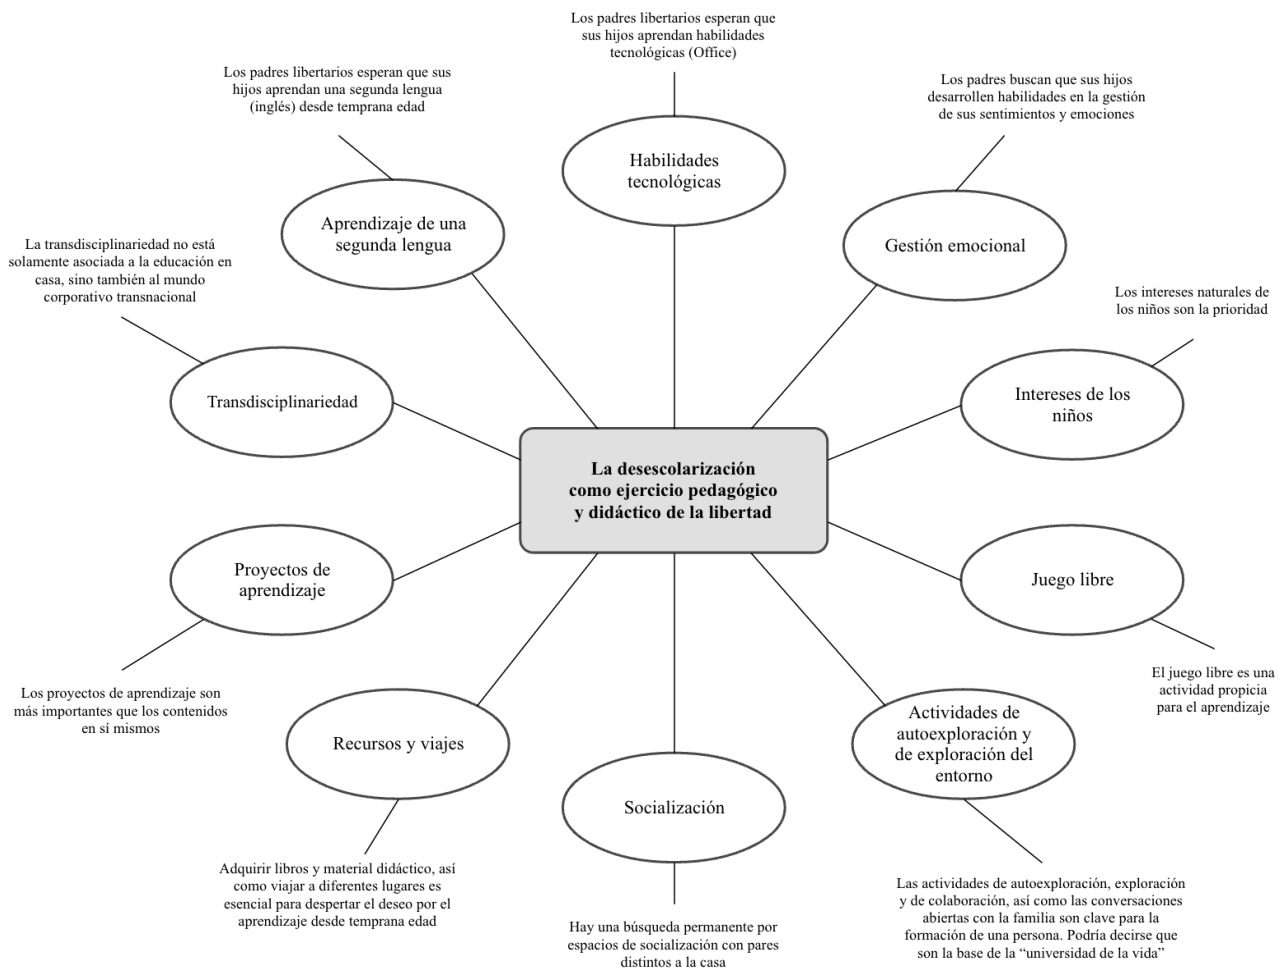 Los padres libertarios esperan que
sus hijos aprendan habilidades
tecnológicas (Office)
Habilidades
tecnológicas
Los padres libertarios esperan que sus
hijos aprendan una segunda lengua
(inglés) desde temprana edad
Aprendizaje de una
segunda lengua
Los padres buscan que sus hijos
desarrollen habilidades en la gestión
de sus sentimientos y emociones
Gestión emocional
La transdisciplinariedad no está
solamente asociada a la educación en
casa, sino también al mundo
corporativo transnacional
Transdisciplinariedad
Los intereses naturales de
los niños son la prioridad
Intereses de los
niños
La desescolarización
como ejercicio pedagógico
y didáctico de la libertad
Proyectos de
aprendizaje
Los proyectos de aprendizaje son
más importantes que los contenidos
en sí mismos
Juego libre
El juego libre es una
actividad propicia
para el aprendizaje
Recursos y viajes
Adquirir libros y material didáctico, así
como viajar a diferentes lugares es
esencial para despertar el deseo por el
aprendizaje desde temprana edad
Socialización
Hay una búsqueda permanente por
espacios de socialización con pares
distintos a la casa
Actividades de
autoexploración y
de exploración del
entorno
Las actividades de autoexploración, exploración
y de colaboración, así como las conversaciones
abiertas con la familia son clave para la
formación de una persona. Podría decirse que
son la base de la “universidad de la vida”